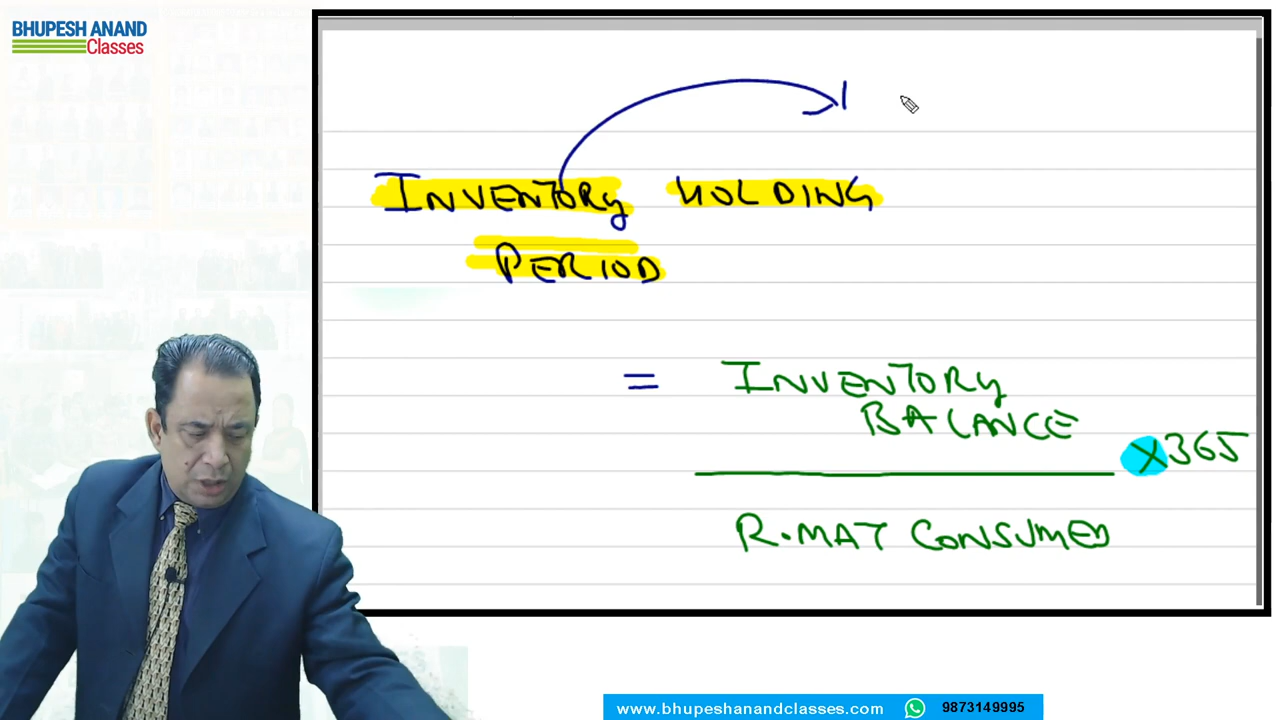 BHUPESH ANAND
Classes
INVENTORY HOLDING
PERIOD
= INVENTORY
BALANCE
X365
R.MAT CONSUMED
www.bhupeshanandclasses.com 9873149995